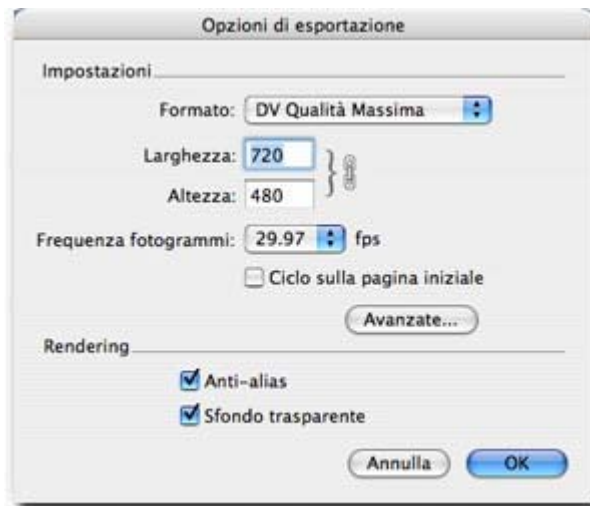 Opzioni di esportazione
Impostazioni
Formato: DV Qualità Massima
Larghezza: 720
Altezza: 480
Frequenza fotogrammi: 29.97 fps
Ciclo sulla pagina iniziale
Avanzate...
Rendering
Anti-alias
Sfondo trasparente
Annulla OK